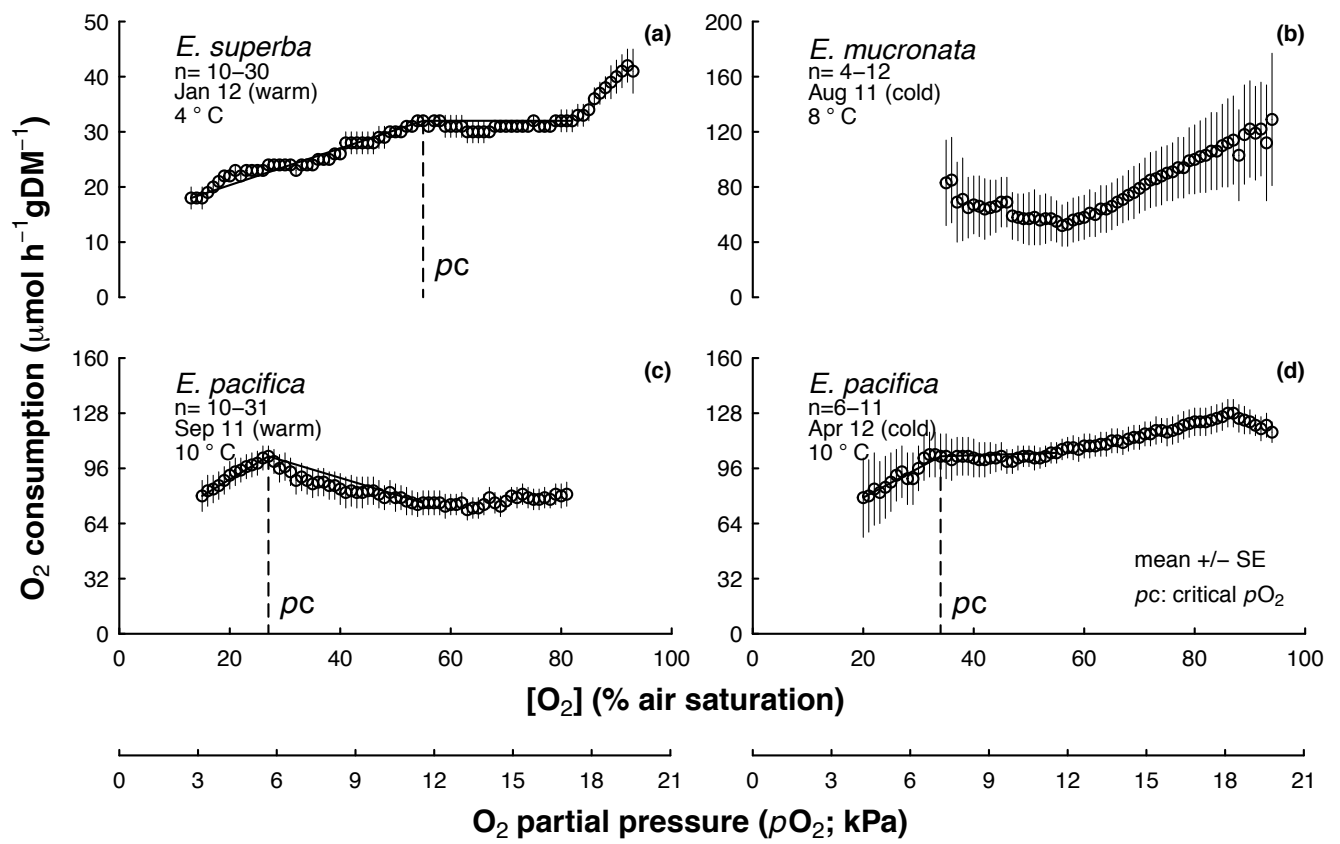 O₂ consumption (μmol h⁻¹gDM⁻¹)
50
40
30
20
10
0
E. superba
n= 10−30
Jan 12 (warm)
4 ° C
(a)
pc
200
160
120
80
40
0
E. mucronata
n= 4−12
Aug 11 (cold)
8 ° C
(b)
160
128
96
64
32
0
E. pacifica
n= 10−31
Sep 11 (warm)
10 ° C
(c)
pc
0 20 40 60 80 100
160
128
96
64
32
0
E. pacifica
n=6−11
Apr 12 (cold)
10 ° C
(d)
mean +/− SE
pc: critical pO₂
pc
0 20 40 60 80 100
[O₂] (% air saturation)
0 3 6 9 12 15 18 21
0 3 6 9 12 15 18 21
O₂ partial pressure (pO₂; kPa)